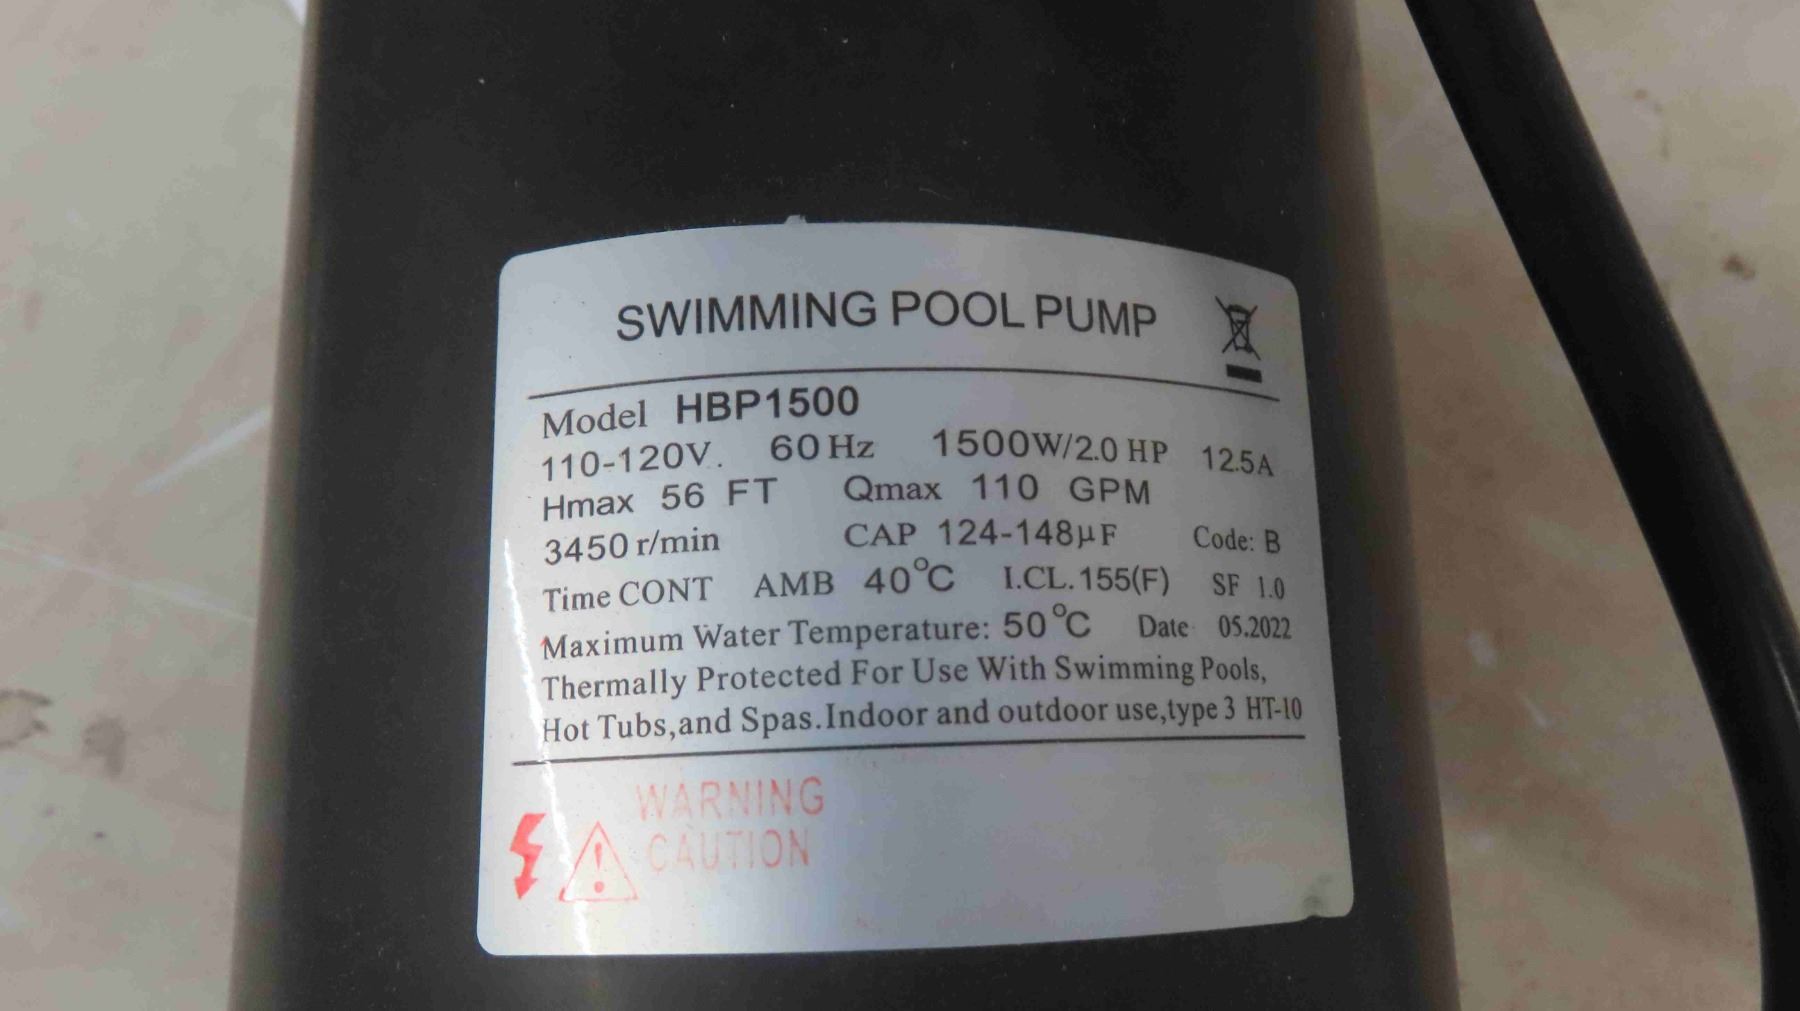 SWIMMING POOL PUMP
Model HBP1500
110-120V. 60 Hz 1500W/2.0 HP 12.5A
Hmax 56 FT Qmax 110 GPM
3450 r/min CAP 124-148μF Code: B
Time CONT AMB 40°C I.CL.155(F) SF 1.0
Maximum Water Temperature: 50°C Date 05.2022
Thermally Protected For Use With Swimming Pools,
Hot Tubs,and Spas.Indoor and outdoor use,type 3 HT-10
WARNING
CAUTION